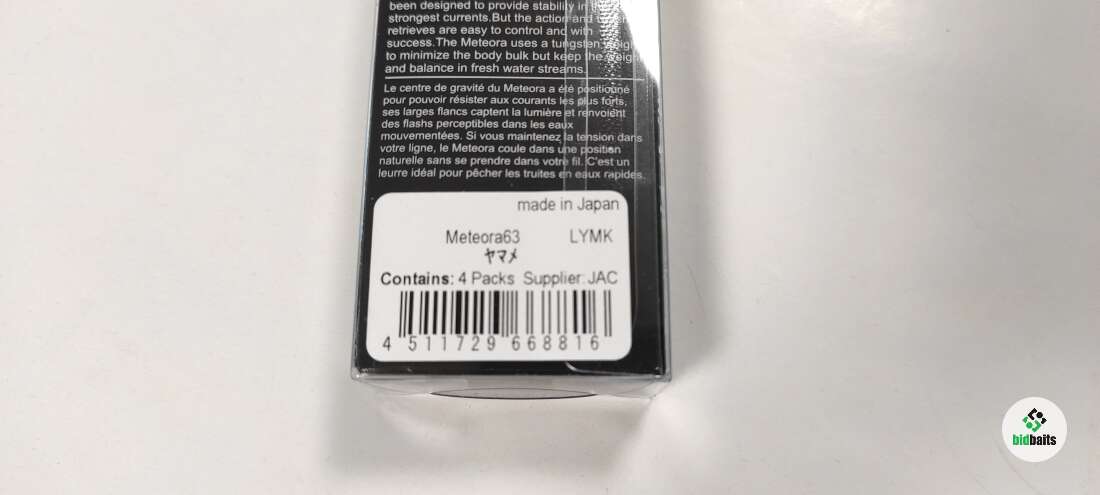 been designed to provide stability in the
strongest currents.But the action and
retrieves are easy to control and with
success.The Meteora uses a tungsten weight
to minimize the body bulk but keep the weight
and balance in fresh water streams.
Le centre de gravité du Meteora a été positionné
pour pouvoir résister aux courants les plus forts,
ses larges flancs captent la lumière et renvoient
des flashs perceptibles dans les eaux
mouvementées. Si vous maintenez la tension dans
votre ligne, le Meteora coule dans une position
naturelle sans se prendre dans votre fil. C'est un
leurre idéal pour pêcher les truites en eaux rapides.
made in Japan
Meteora63 LYMK
ヤマメ
Contains: 4 Packs Supplier: JAC
4 511729 668816
bidbaits